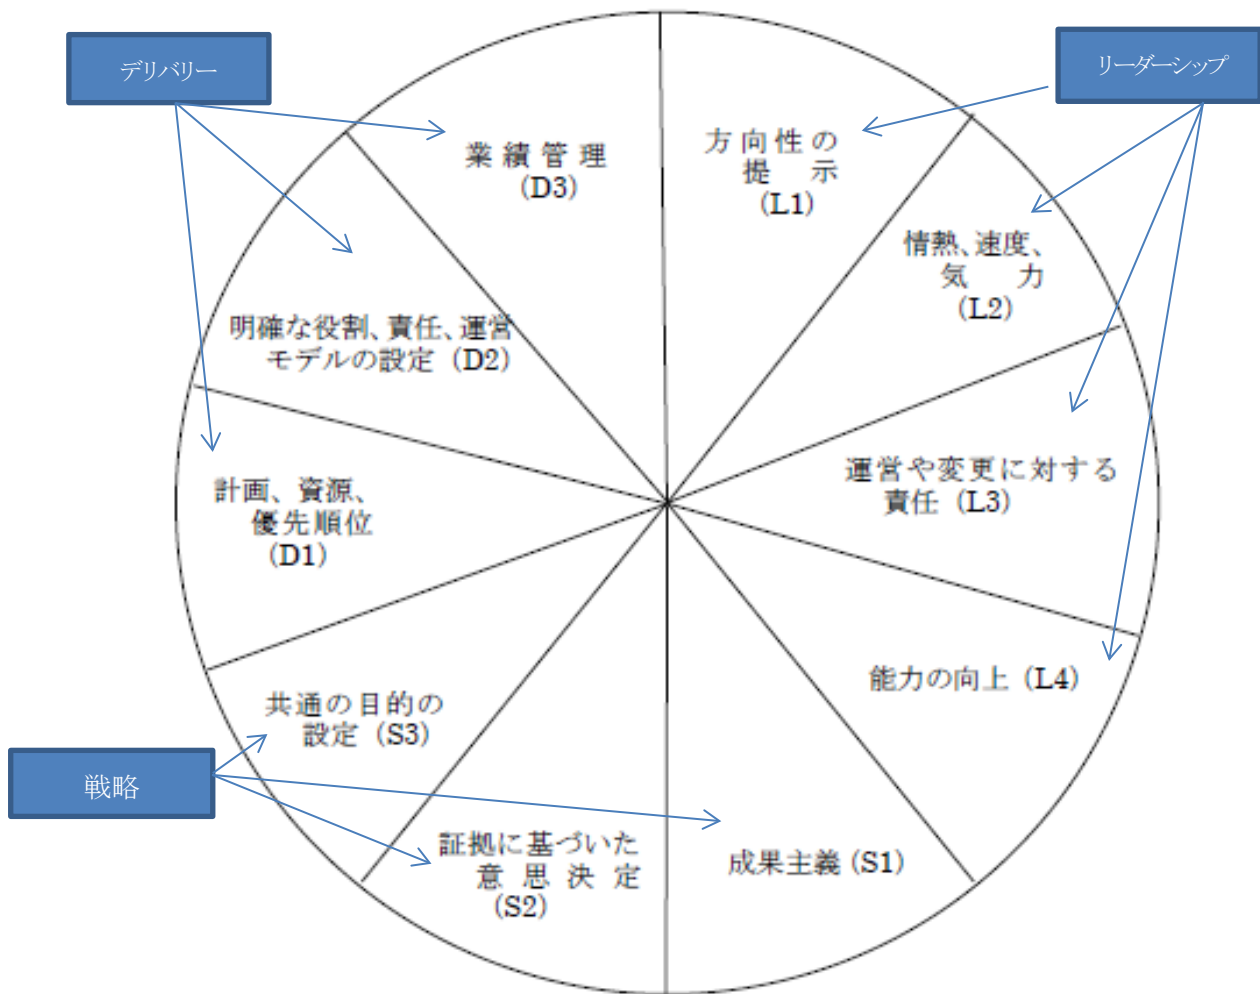 デリバリー
リーダーシップ
業績管理
(D3)
方向性の
提示
(L1)
情熱、速度、
気力
(L2)
明確な役割、責任、運営
モデルの設定 (D2)
運営や変更に対する
責任 (L3)
計画、資源、
優先順位
(D1)
能力の向上 (L4)
共通の目的の
設定 (S3)
戦略
証拠に基づいた
意思決定
(S2)
成果主義 (S1)